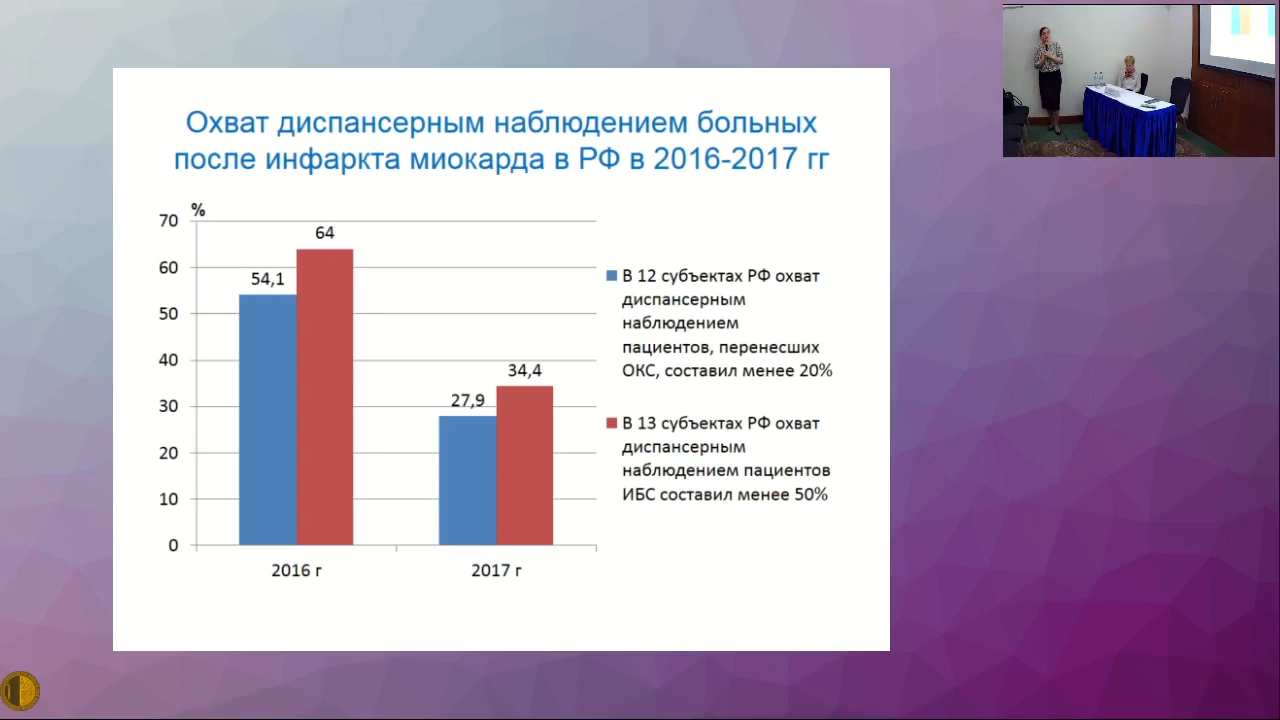 Охват диспансерным наблюдением больных
после инфаркта миокарда в РФ в 2016-2017 гг
%
70
60
50
40
30
20
10
0
54,1
64
27,9
34,4
2016 г
2017 г
В 12 субъектах РФ охват
диспансерным
наблюдением
пациентов, перенесших
ОКС, составил менее 20%
В 13 субъектах РФ охват
диспансерным
наблюдением пациентов
ИБС составил менее 50%